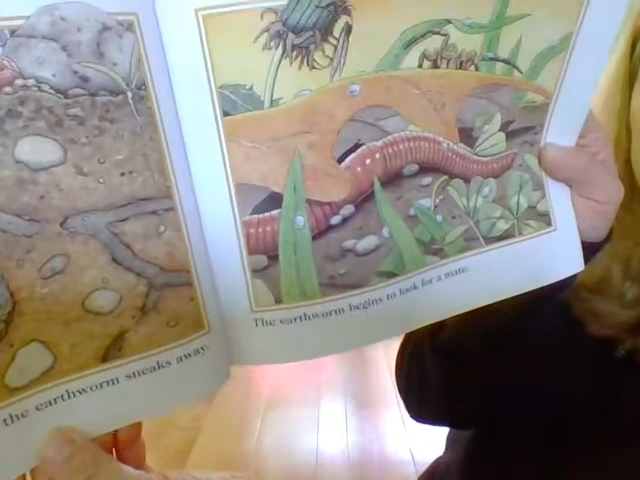 the earthworm sneaks away.
The earthworm begins to look for a mate.